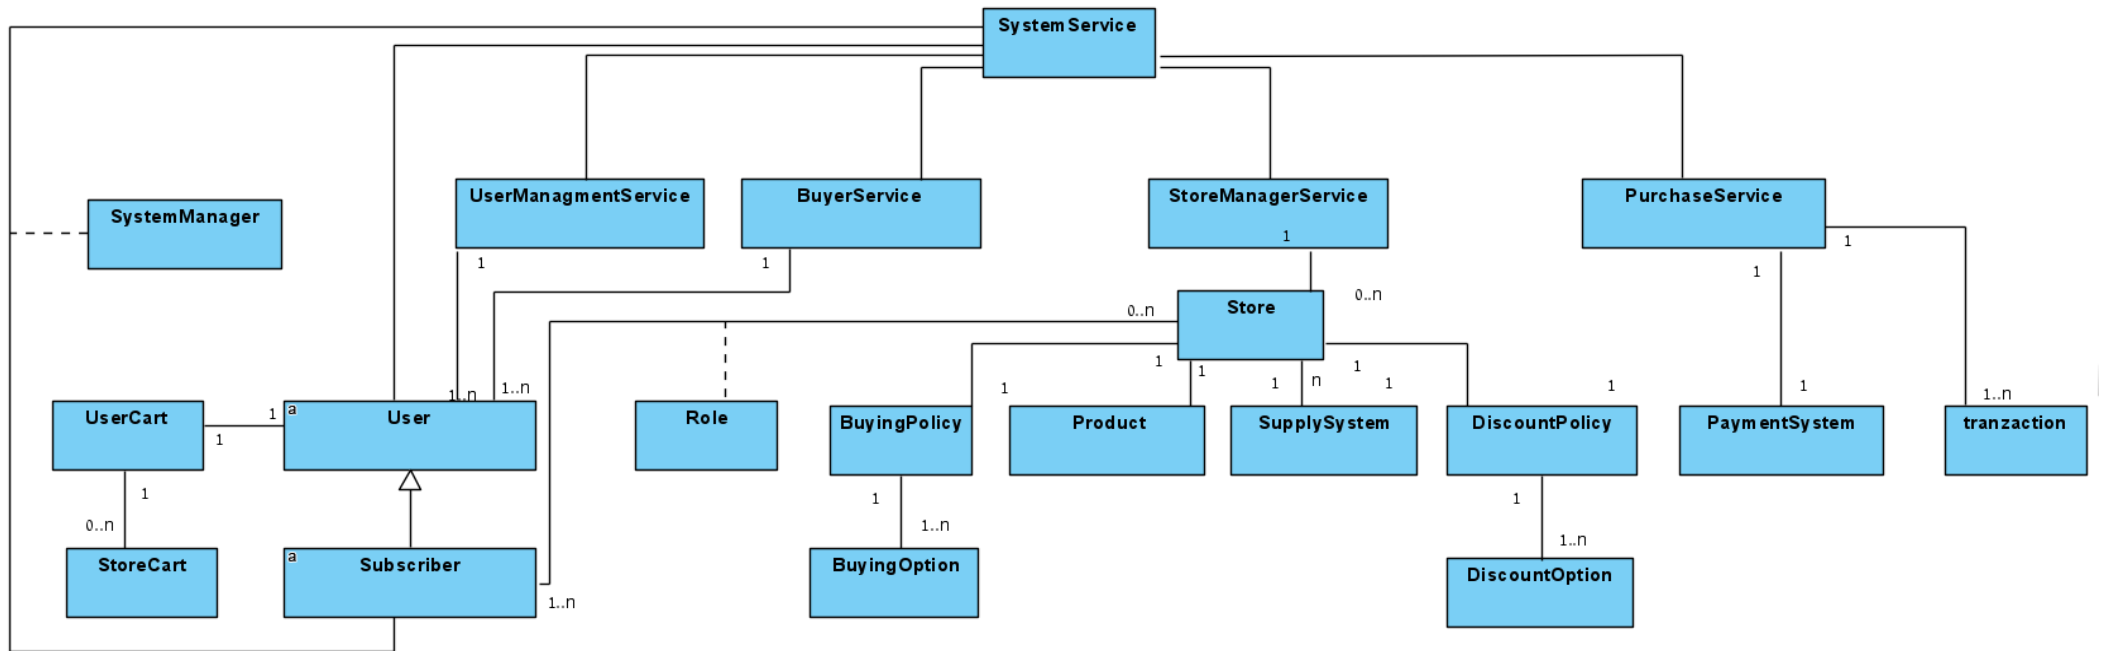 SystemService
UserManagmentService
BuyerService
StoreManagerService
PurchaseService
SystemManager
1
1
1
1
1
0..n
0..n
Store
1
1
1
1
n
1
1
1
1
1..n
1..n
1..n
UserCart
1
1
a
User
Role
BuyingPolicy
Product
SupplySystem
DiscountPolicy
PaymentSystem
tranzaction
1
0..n
1
1..n
1
1..n
StoreCart
a
Subscriber
1..n
BuyingOption
DiscountOption